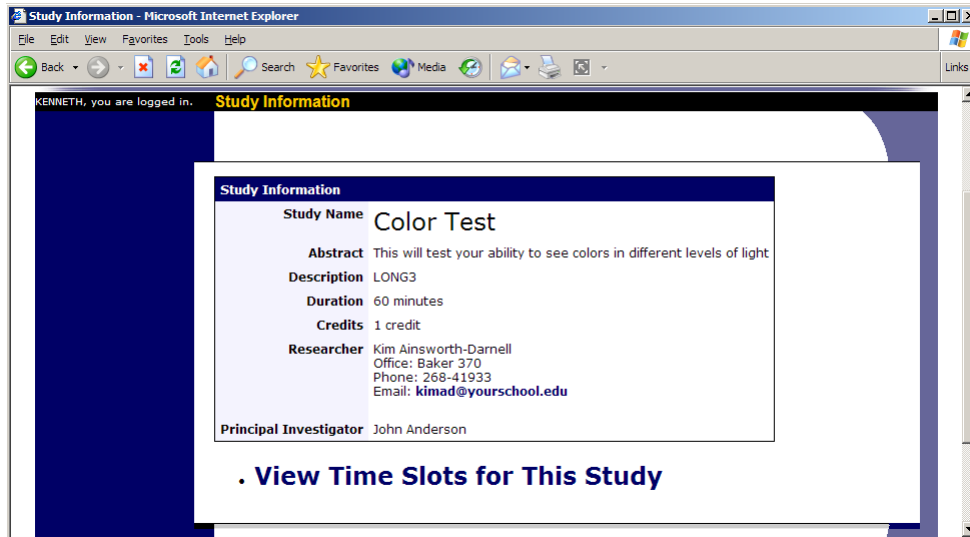 Study Information - Microsoft Internet Explorer
File Edit View Favorites Tools Help
Back Search Favorites Media Links
KENNETH, you are logged in. Study Information
Study Information
Study Name Color Test
Abstract This will test your ability to see colors in different levels of light
Description LONG3
Duration 60 minutes
Credits 1 credit
Researcher Kim Ainsworth-Darnell
Office: Baker 370
Phone: 268-41933
Email: kimad@yourschool.edu
Principal Investigator John Anderson
• View Time Slots for This Study